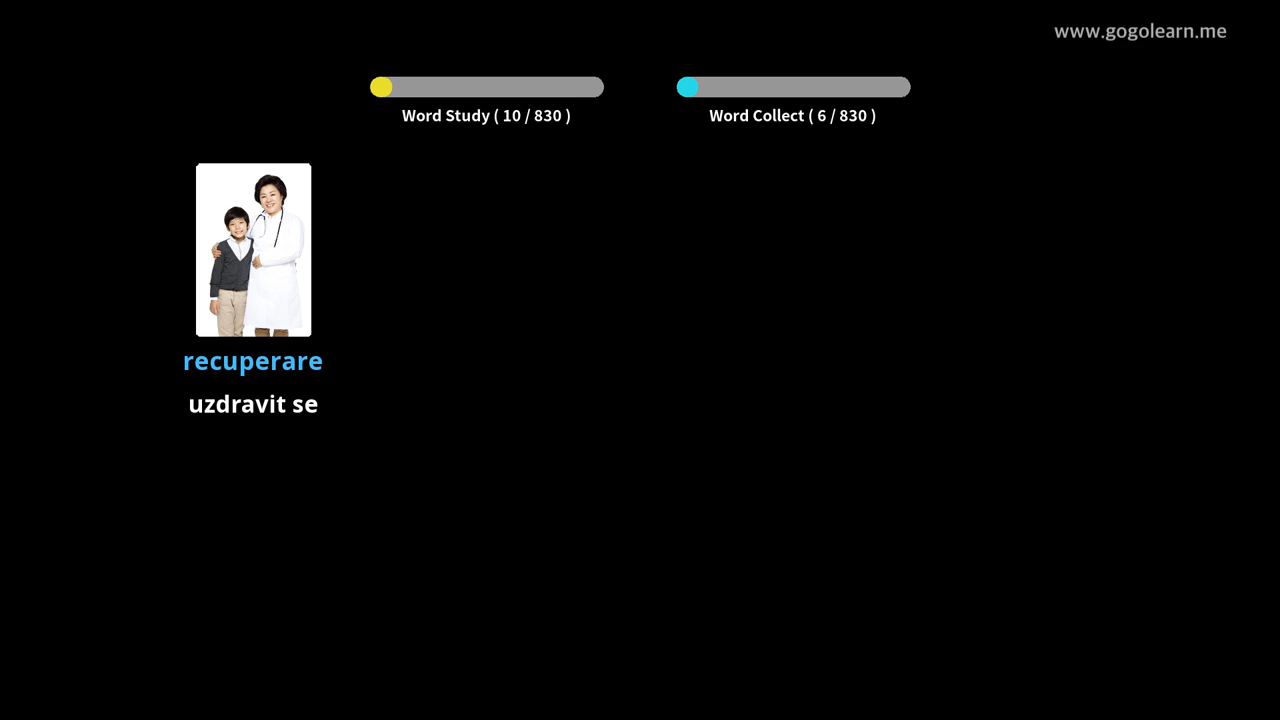 www.gogolearn.me
Word Study ( 10 / 830 )
Word Collect ( 6 / 830 )
recuperare
uzdravit se